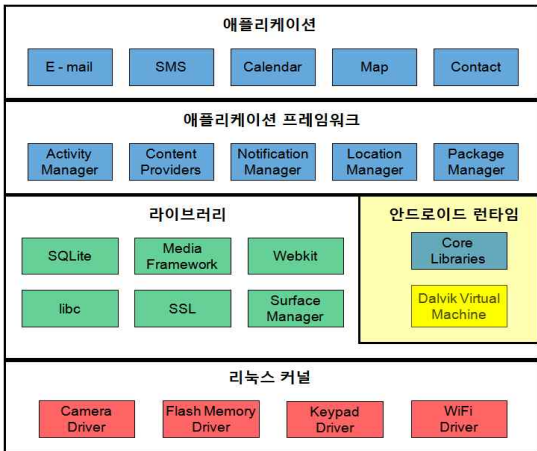 애플리케이션
E - mail
SMS
Calendar
Map
Contact
애플리케이션 프레임워크
Activity
Manager
Content
Providers
Notification
Manager
Location
Manager
Package
Manager
라이브러리
SQLite
Media
Framework
Webkit
libc
SSL
Surface
Manager
안드로이드 런타임
Core
Libraries
Dalvik Virtual
Machine
리눅스 커널
Camera
Driver
Flash Memory
Driver
Keypad
Driver
WiFi
Driver